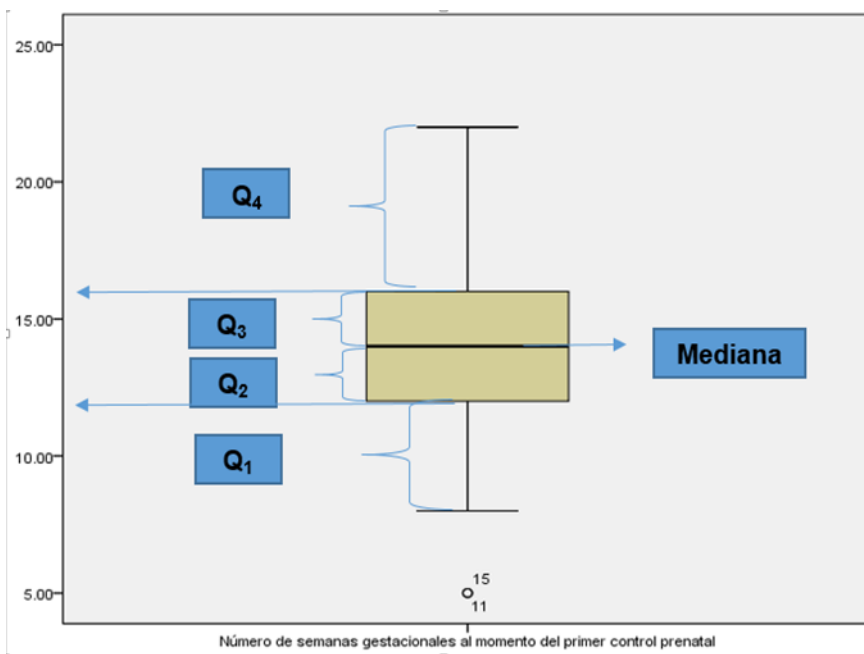 25.00
20.00
15.00
10.00
5.00
Q4
Q3
Q2
Q1
Mediana
15
11
Número de semanas gestacionales al momento del primer control prenatal